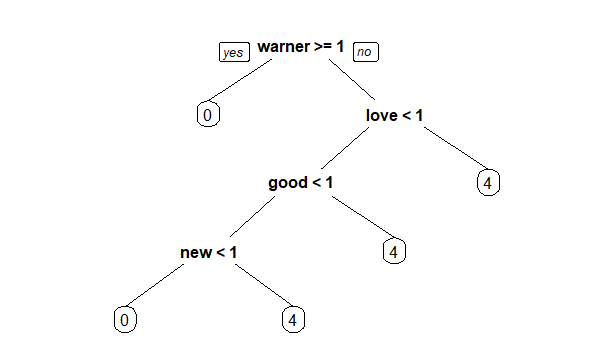 yes warner >= 1 no
0 love < 1
good < 1 4
new < 1 4
0 4